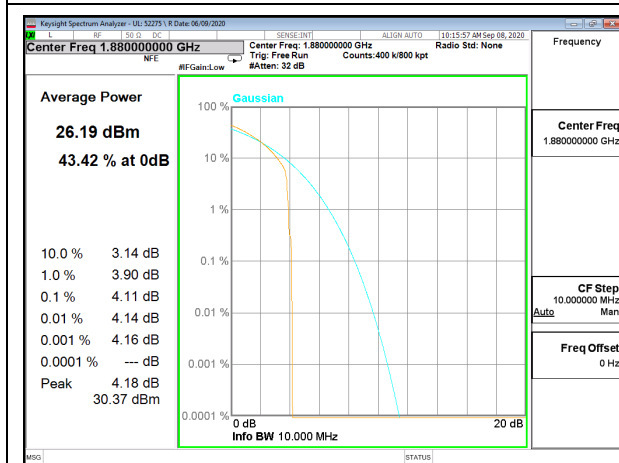 Keysight Spectrum Analyzer - UL: 52275 \ R Date: 06/09/2020
LXI L RF 50 Ω DC SENSE:INT ALIGN AUTO 10:15:57 AM Sep 08, 2020
Center Freq 1.880000000 GHz
NFE
#IFGain:Low
Center Freq: 1.880000000 GHz
Trig: Free Run Counts:400 k/800 kpt
#Atten: 32 dB
Radio Std: None
Frequency
Average Power
26.19 dBm
43.42 % at 0dB
10.0 % 3.14 dB
1.0 % 3.90 dB
0.1 % 4.11 dB
0.01 % 4.14 dB
0.001 % 4.16 dB
0.0001 % --- dB
Peak 4.18 dB
30.37 dBm
Gaussian
100 %
10 %
1 %
0.1 %
0.01 %
0.001 %
0.0001 %
0 dB 20 dB
Info BW 10.000 MHz
Center Freq
1.880000000 GHz
CF Step
10.000000 MHz
Auto Man
Freq Offset
0 Hz
MSG STATUS